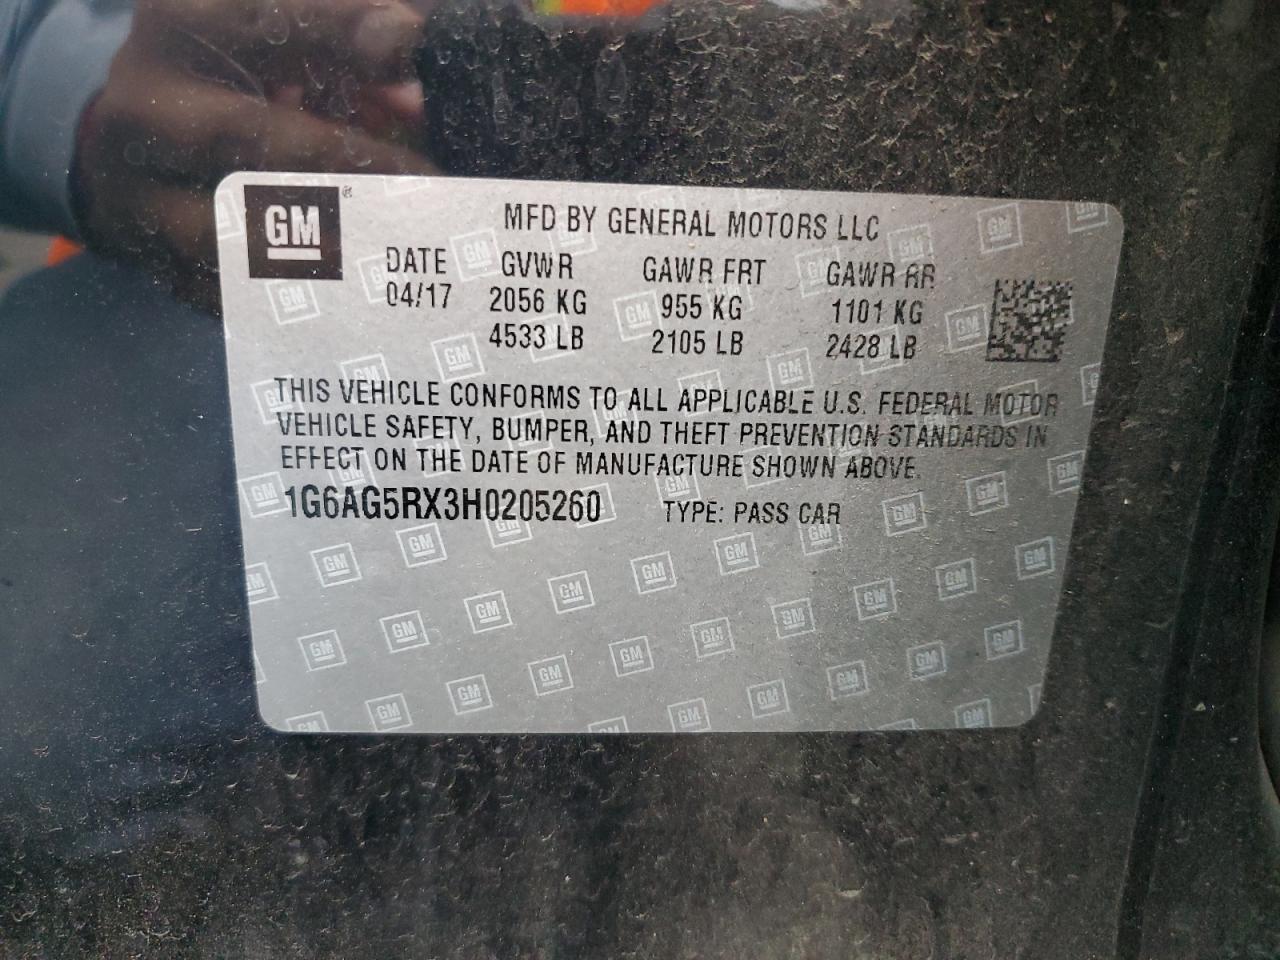 GM ®
MFD BY GENERAL MOTORS LLC
DATE GVWR GAWR FRT GAWR RR
04/17 2056 KG 955 KG 1101 KG
4533 LB 2105 LB 2428 LB
THIS VEHICLE CONFORMS TO ALL APPLICABLE U.S. FEDERAL MOTOR
VEHICLE SAFETY, BUMPER, AND THEFT PREVENTION STANDARDS IN
EFFECT ON THE DATE OF MANUFACTURE SHOWN ABOVE.
1G6AG5RX3H0205260 TYPE: PASS CAR